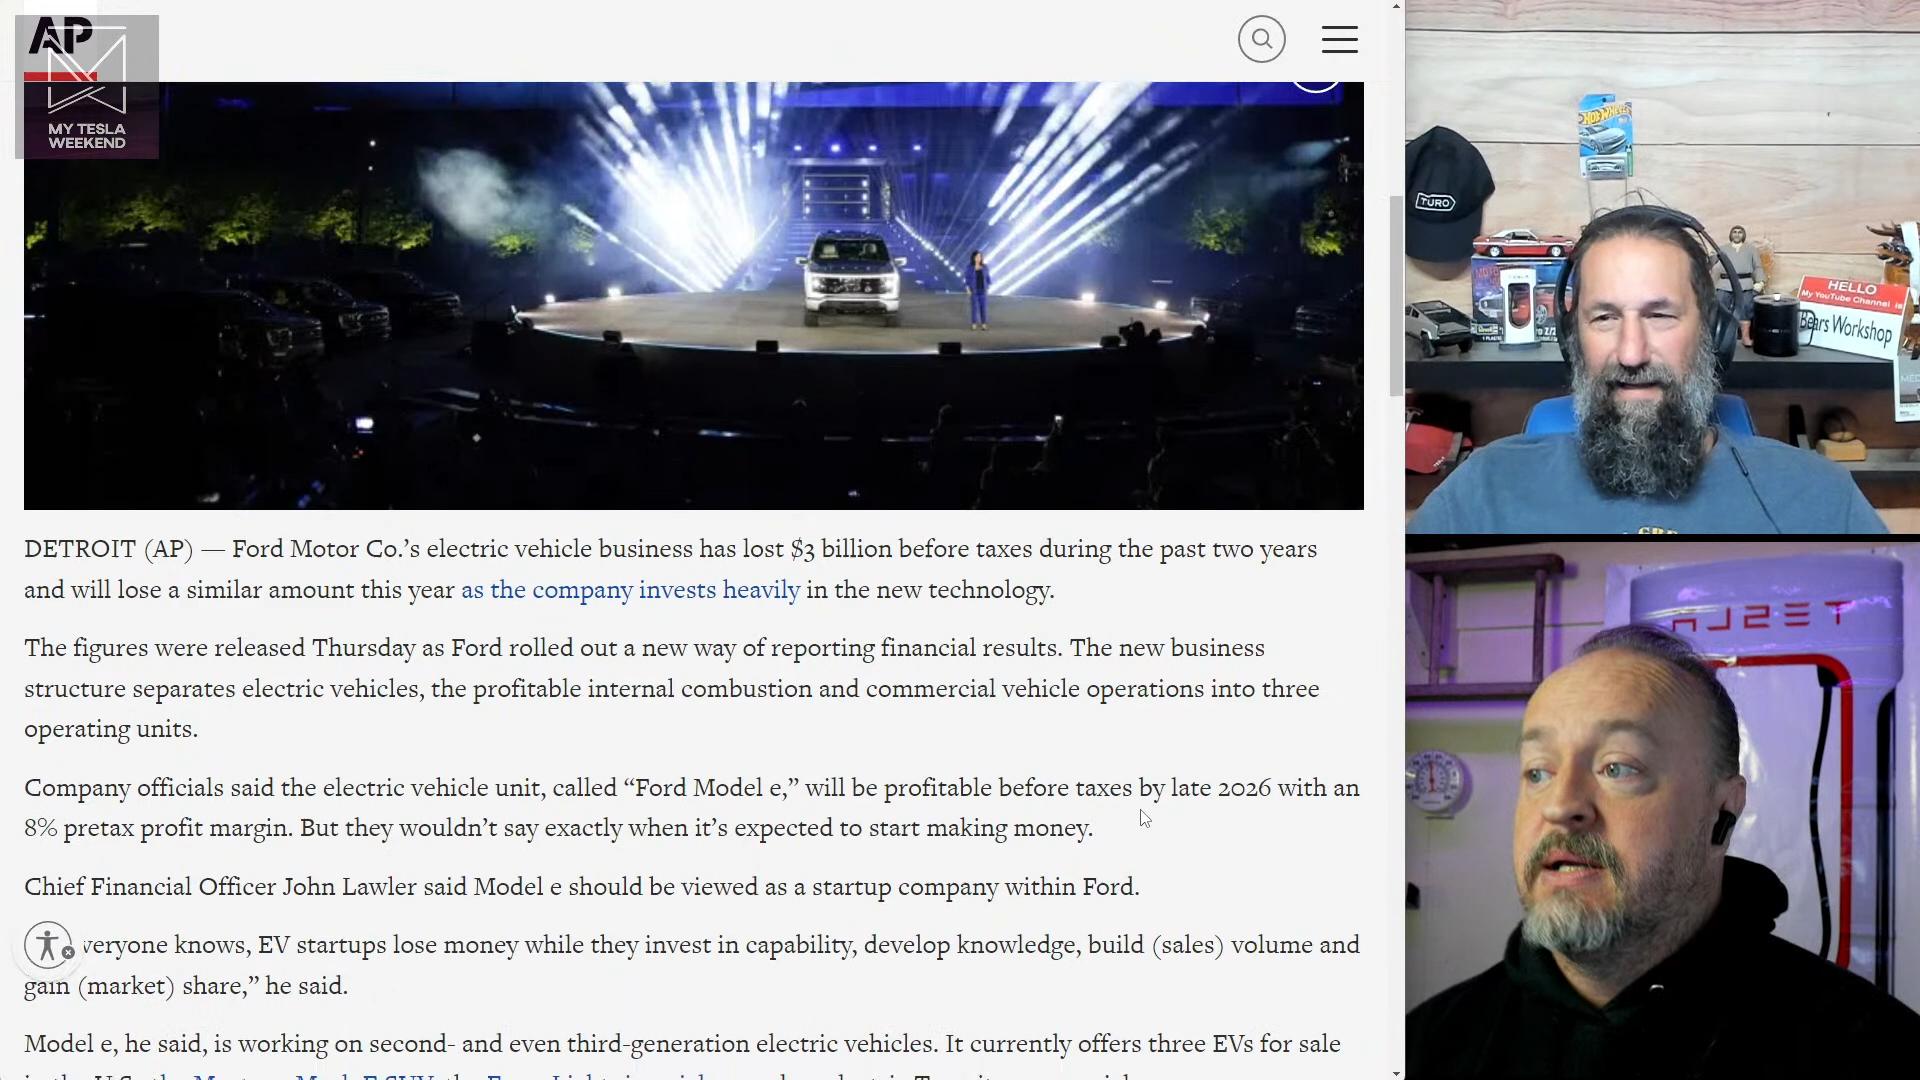 AP
MY TESLA
WEEKEND
DETROIT (AP) — Ford Motor Co.’s electric vehicle business has lost $3 billion before taxes during the past two years
and will lose a similar amount this year as the company invests heavily in the new technology.
The figures were released Thursday as Ford rolled out a new way of reporting financial results. The new business
structure separates electric vehicles, the profitable internal combustion and commercial vehicle operations into three
operating units.
Company officials said the electric vehicle unit, called “Ford Model e,” will be profitable before taxes by late 2026 with an
8% pretax profit margin. But they wouldn’t say exactly when it’s expected to start making money.
Chief Financial Officer John Lawler said Model e should be viewed as a startup company within Ford.
veryone knows, EV startups lose money while they invest in capability, develop knowledge, build (sales) volume and
gain (market) share,” he said.
Model e, he said, is working on second- and even third-generation electric vehicles. It currently offers three EVs for sale
Hot Wheels
TURO
HELLO
My YouTube Channel is
Bears Workshop
TESLA